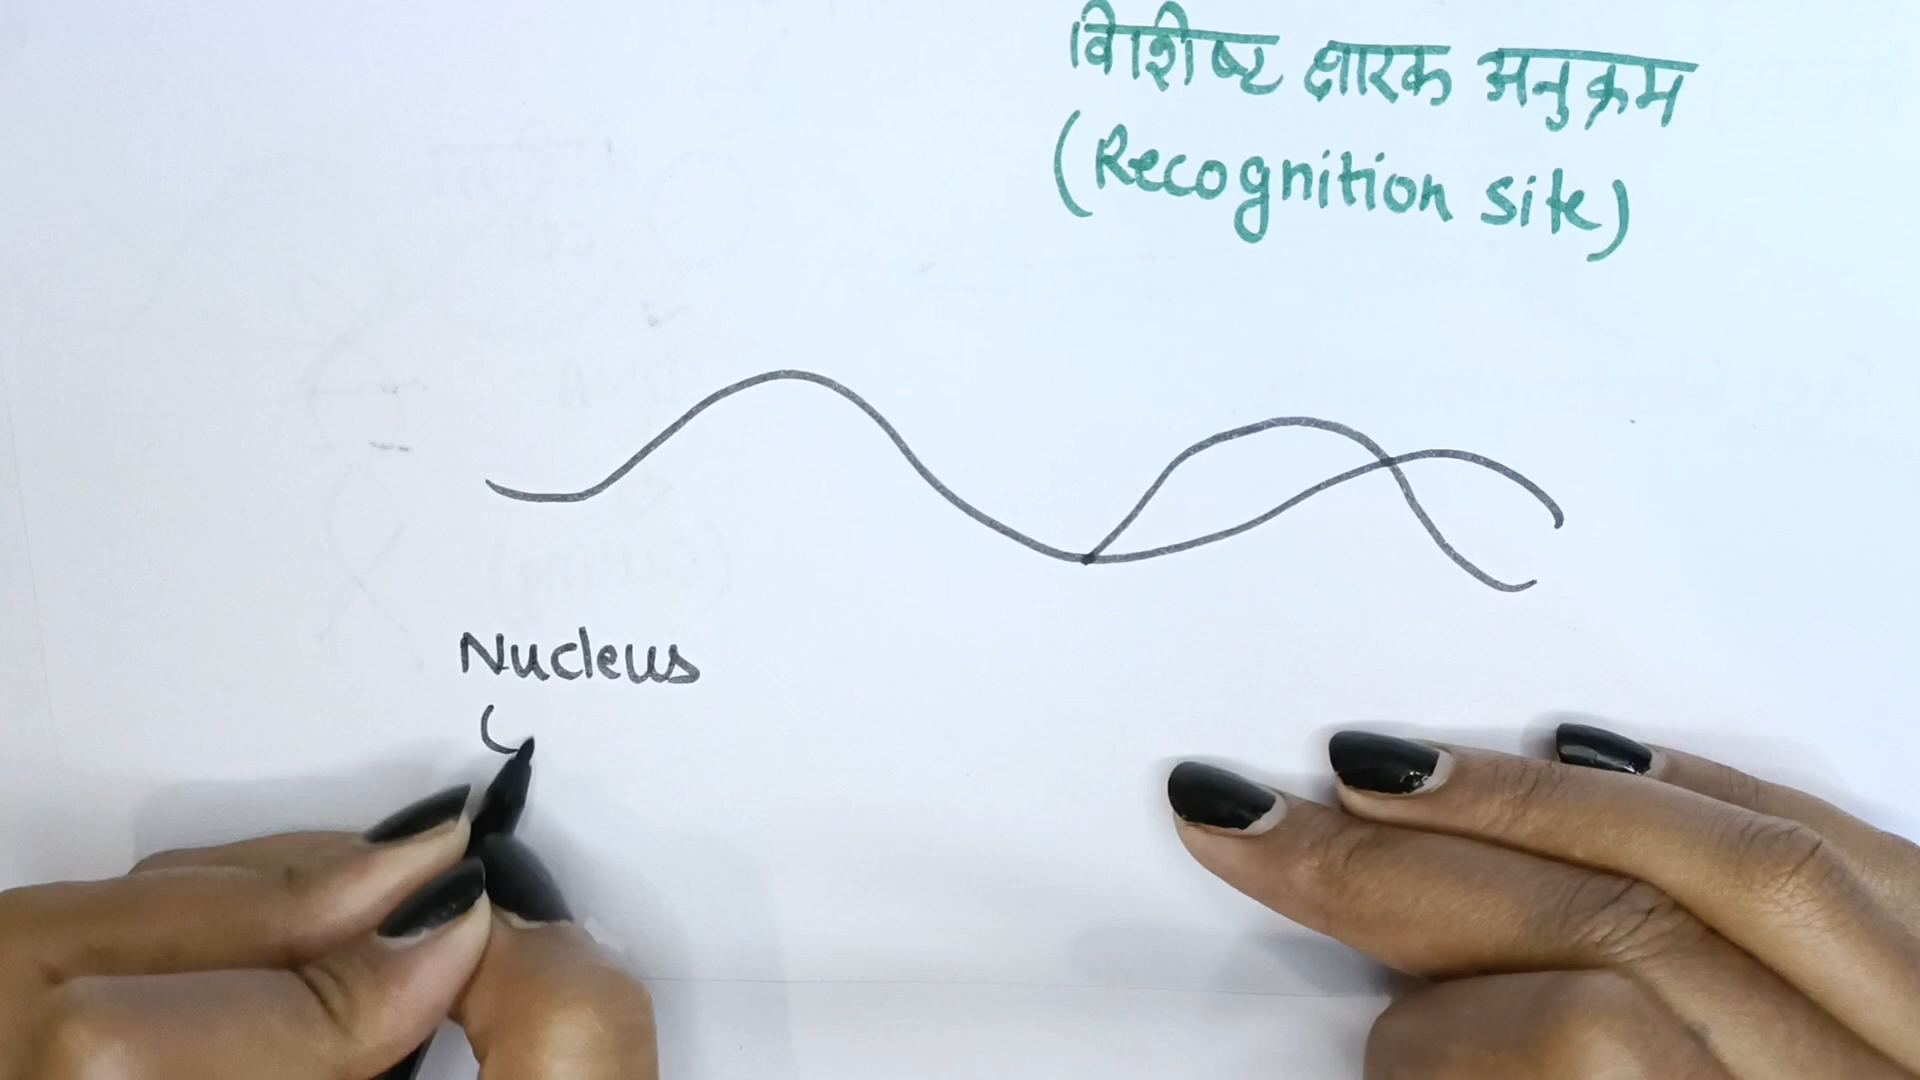 विशिष्ट क्षारक अनुक्रम
(Recognition site)
Nucleus